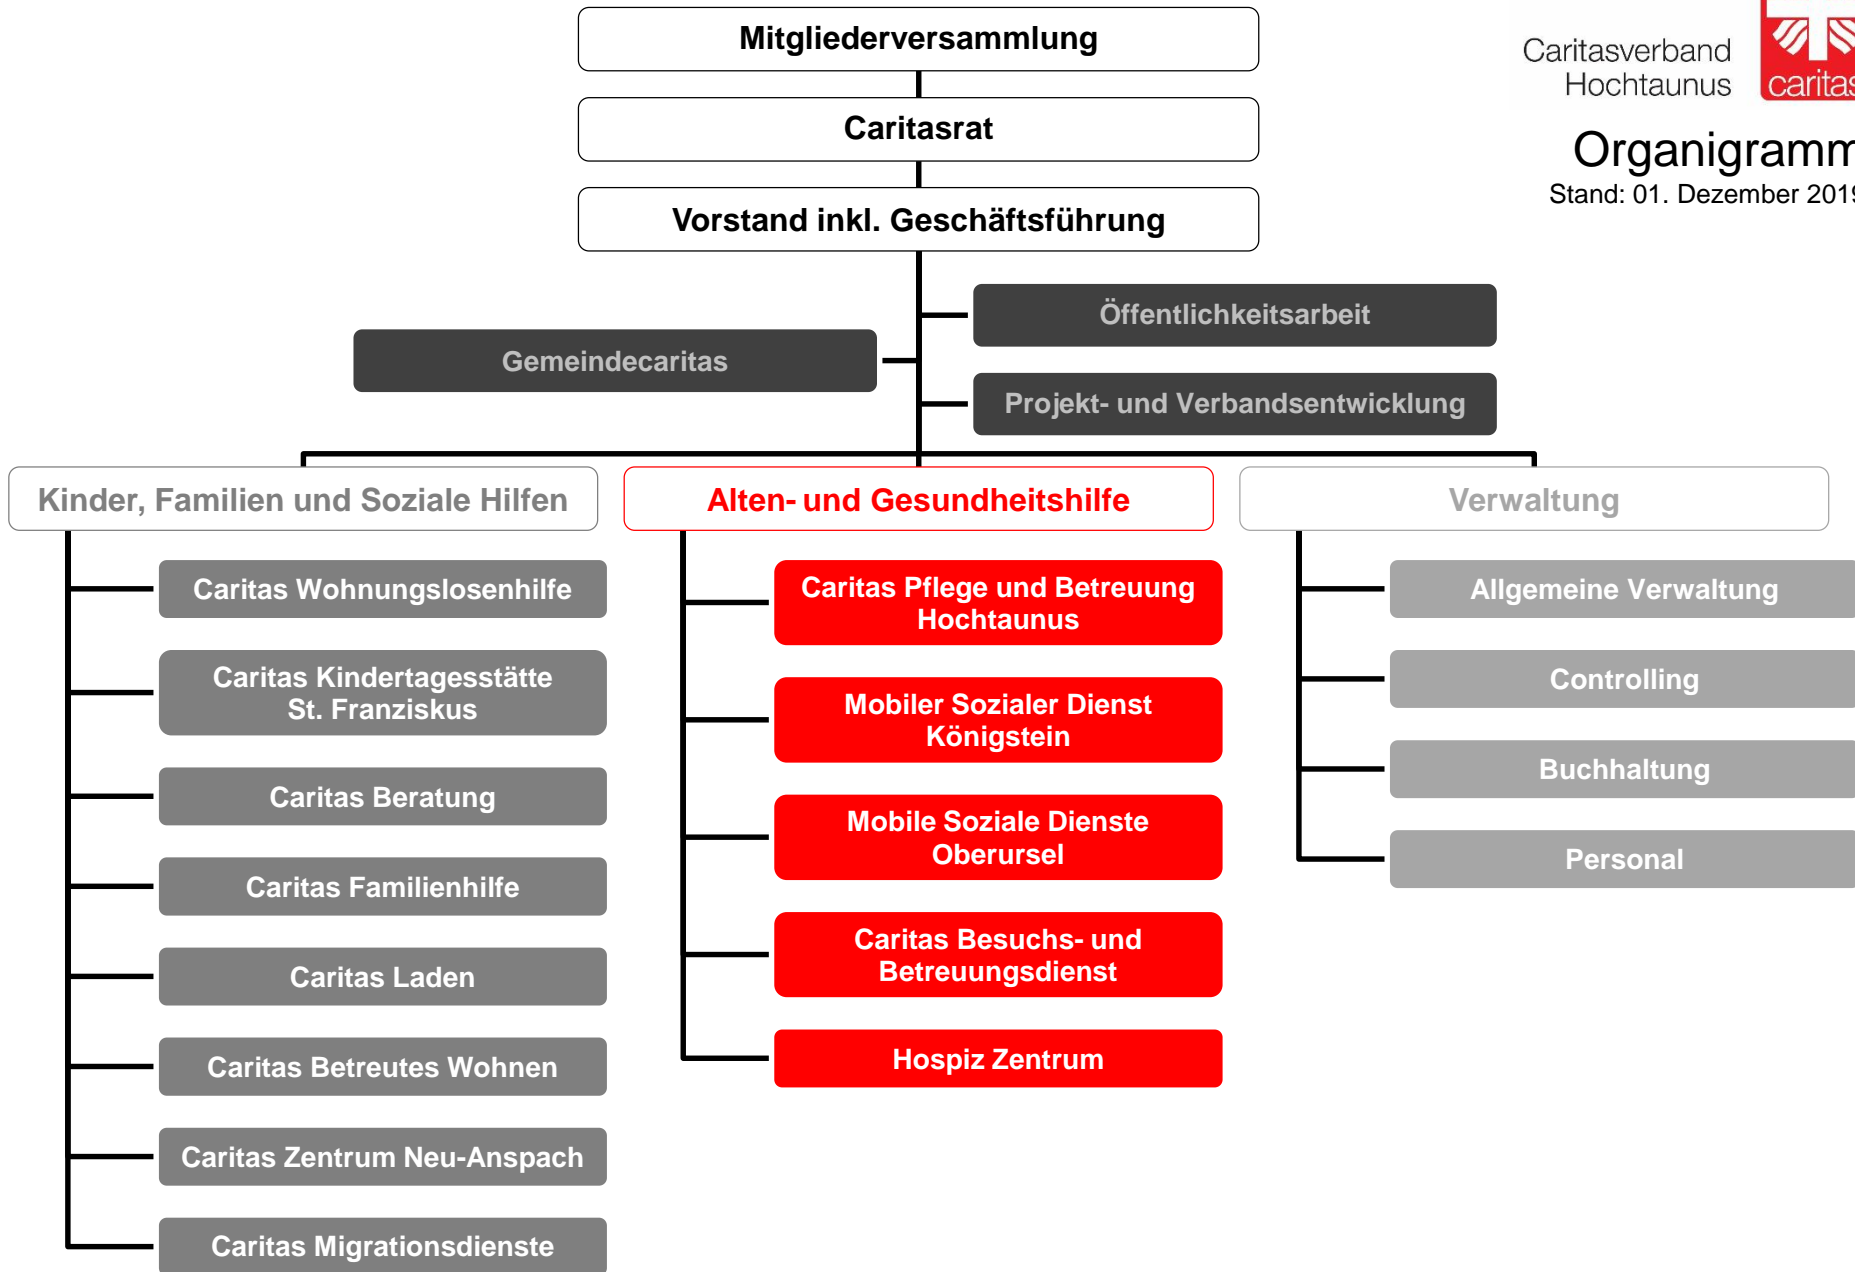 Mitgliederversammlung
Caritasverband
Hochtaunus
caritas
Caritasrat
Organigramm
Stand: 01. Dezember 2019
Vorstand inkl. Geschäftsführung
Öffentlichkeitsarbeit
Gemeindecaritas
Projekt- und Verbandsentwicklung
Kinder, Familien und Soziale Hilfen
Caritas Wohnungslosenhilfe
Caritas Kindertagesstätte
St. Franziskus
Caritas Beratung
Caritas Familienhilfe
Caritas Laden
Caritas Betreutes Wohnen
Caritas Zentrum Neu-Anspach
Caritas Migrationsdienste
Alten- und Gesundheitshilfe
Caritas Pflege und Betreuung
Hochtaunus
Mobiler Sozialer Dienst
Königstein
Mobile Soziale Dienste
Oberursel
Caritas Besuchs- und
Betreuungsdienst
Hospiz Zentrum
Verwaltung
Allgemeine Verwaltung
Controlling
Buchhaltung
Personal